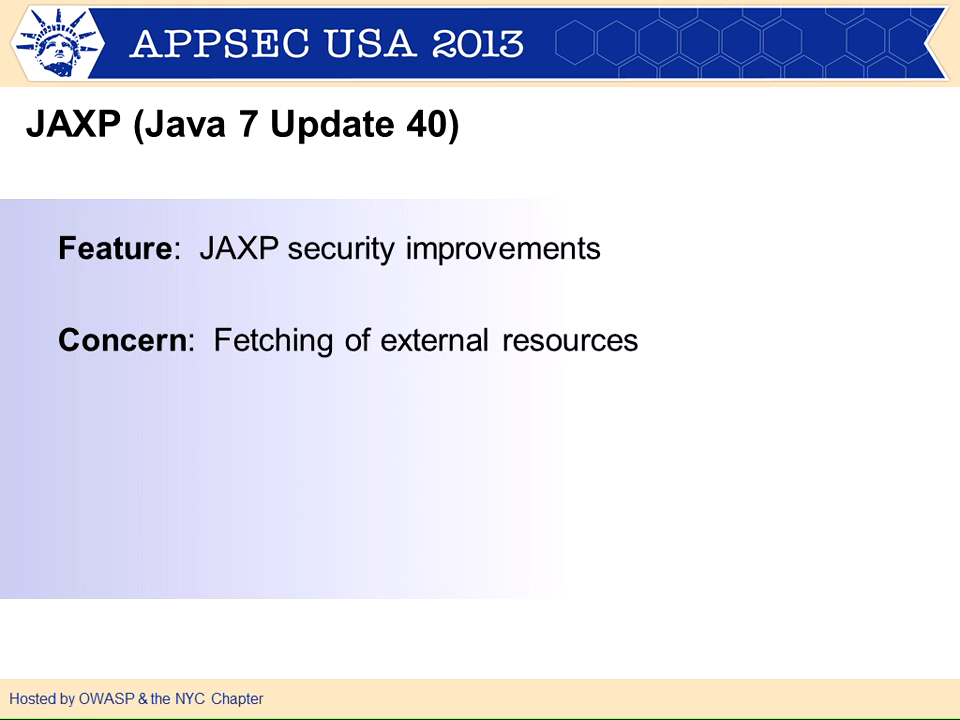 APPSEC USA 2013
JAXP (Java 7 Update 40)
Feature: JAXP security improvements
Concern: Fetching of external resources
Hosted by OWASP & the NYC Chapter